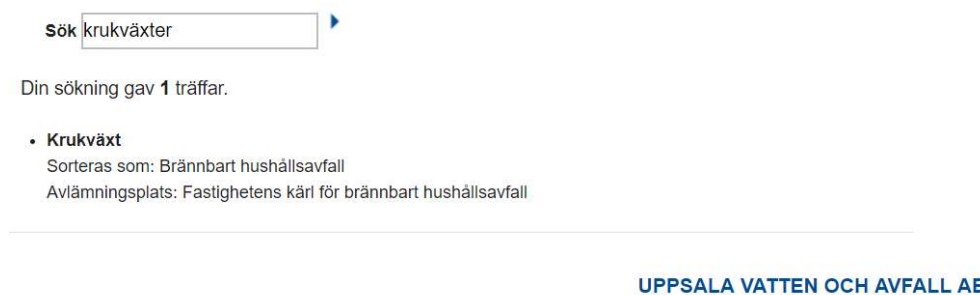 Sök krukväxter
Din sökning gav 1 träffar.
• Krukväxt
Sorteras som: Brännbart hushållsavfall
Avlämningsplats: Fastighetens kärl för brännbart hushållsavfall
UPPSALA VATTEN OCH AVFALL AB